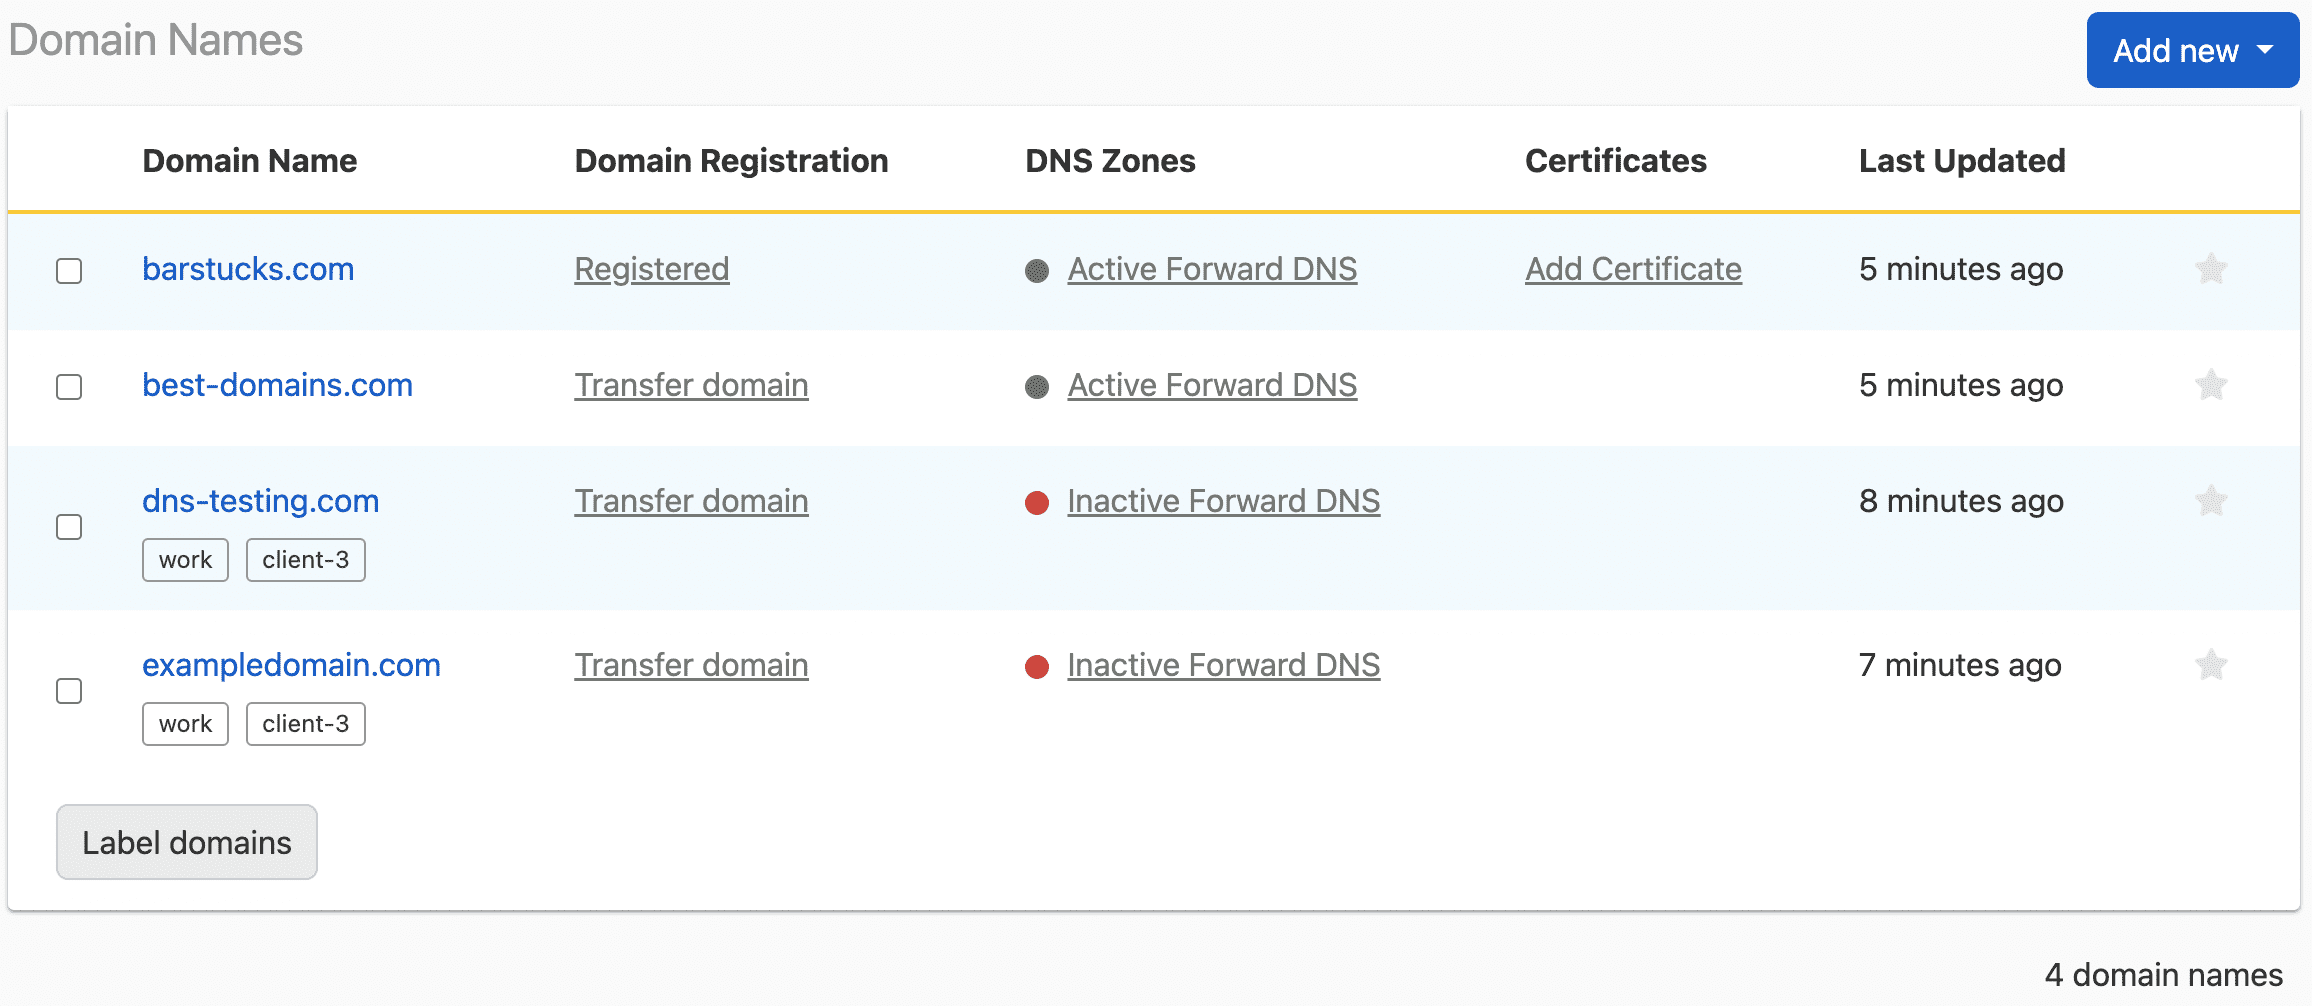 Domain Names
Add new
Domain Name Domain Registration DNS Zones Certificates Last Updated
barstucks.com Registered Active Forward DNS Add Certificate 5 minutes ago
best-domains.com Transfer domain Active Forward DNS 5 minutes ago
dns-testing.com Transfer domain Inactive Forward DNS 8 minutes ago
work client-3
exampledomain.com Transfer domain Inactive Forward DNS 7 minutes ago
work client-3
Label domains
4 domain names